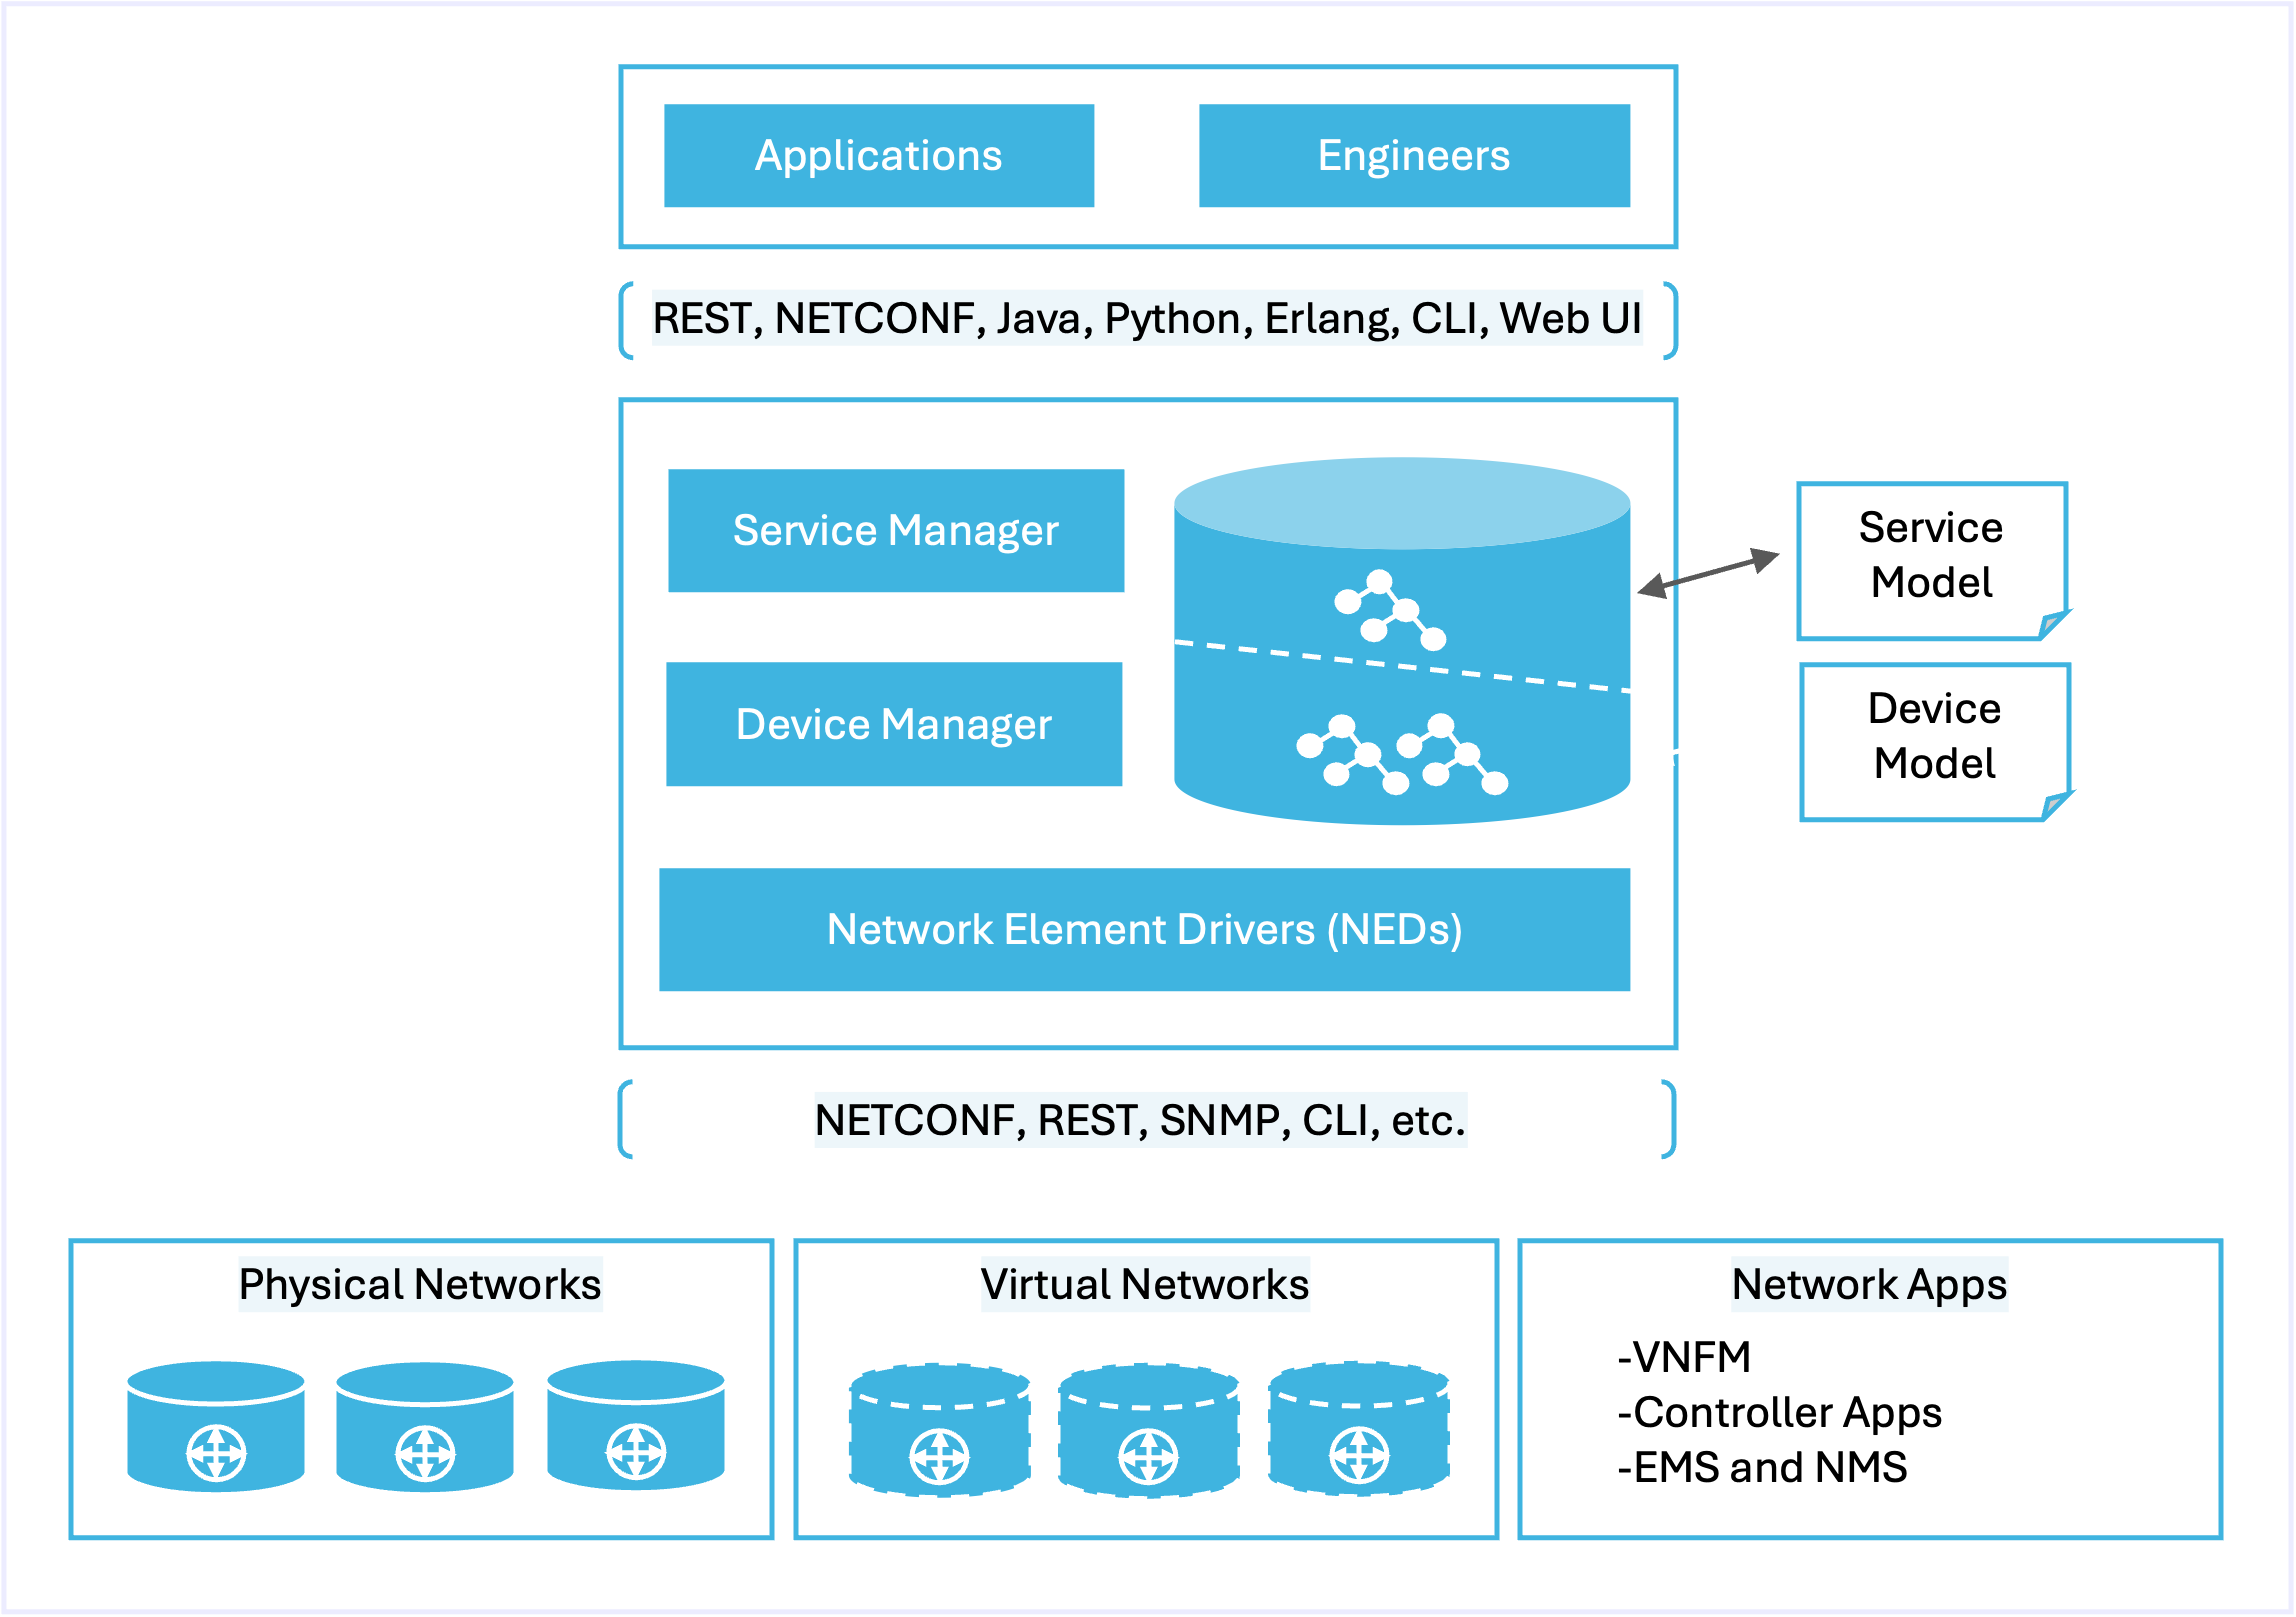 Applications
Engineers
REST, NETCONF, Java, Python, Erlang, CLI, Web UI
Service Manager
Service
Model
Device Manager
Device
Model
Network Element Drivers (NEDs)
NETCONF, REST, SNMP, CLI, etc.
Physical Networks
Virtual Networks
Network Apps
-VNFM
-Controller Apps
-EMS and NMS